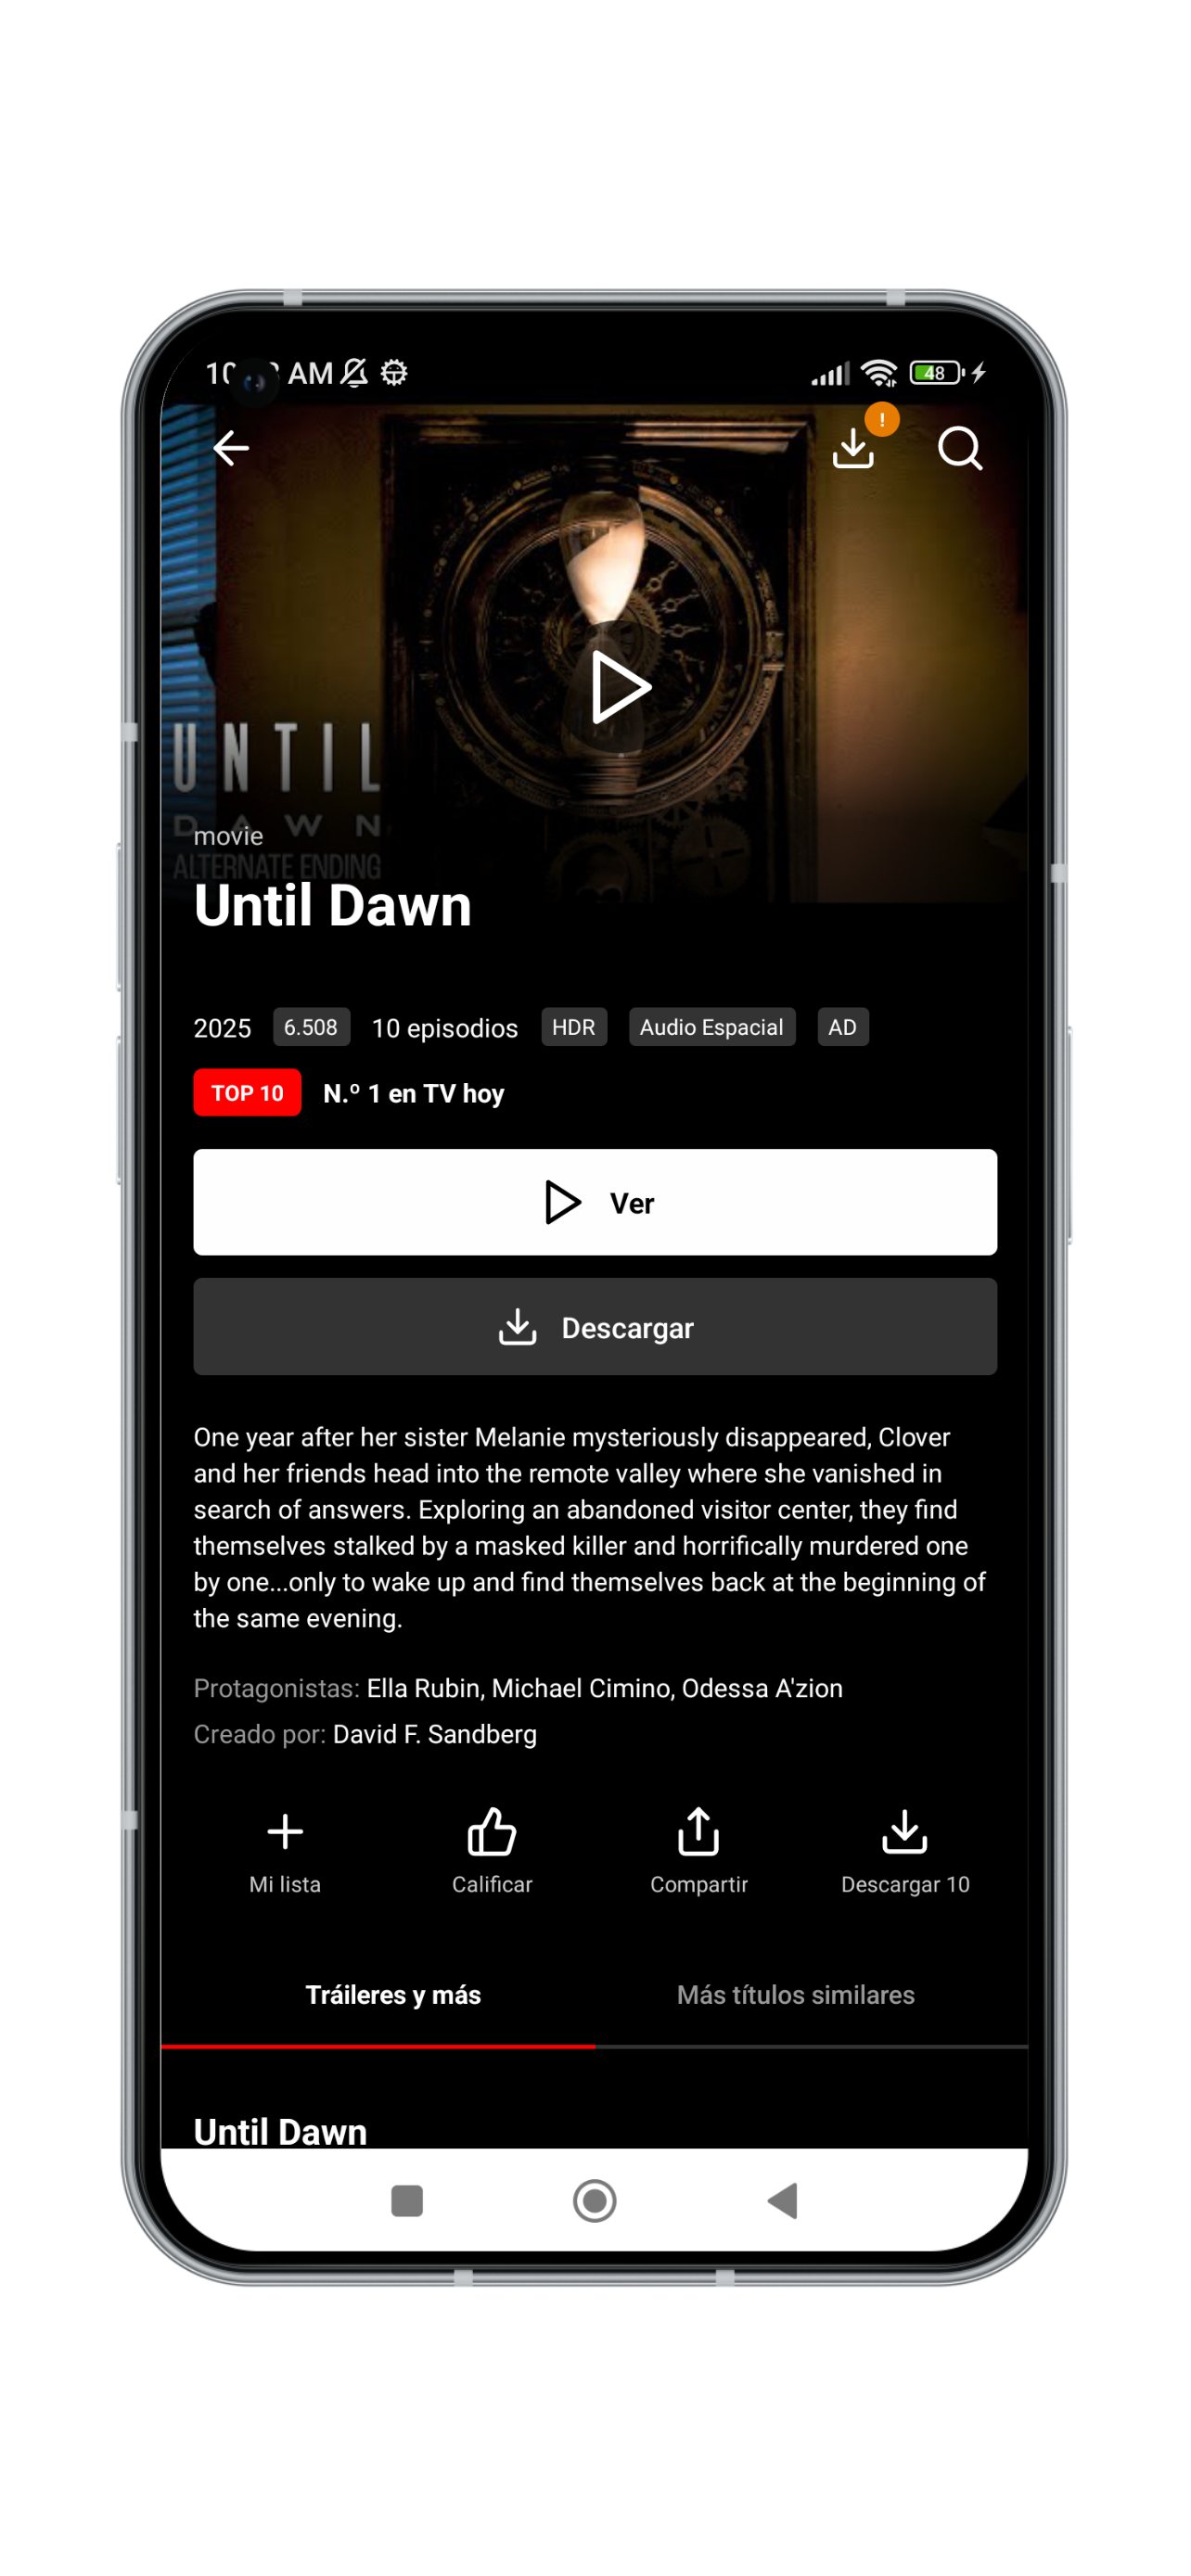 AM
48
!
UNTIL
DAWN
movie
ALTERNATE ENDING
Until Dawn
2025 6.508 10 episodios HDR Audio Espacial AD
TOP 10 N.º 1 en TV hoy
Ver
Descargar
One year after her sister Melanie mysteriously disappeared, Clover
and her friends head into the remote valley where she vanished in
search of answers. Exploring an abandoned visitor center, they find
themselves stalked by a masked killer and horrifically murdered one
by one...only to wake up and find themselves back at the beginning of
the same evening.
Protagonistas: Ella Rubin, Michael Cimino, Odessa A'zion
Creado por: David F. Sandberg
Mi lista Calificar Compartir Descargar 10
Tráileres y más Más títulos similares
Until Dawn